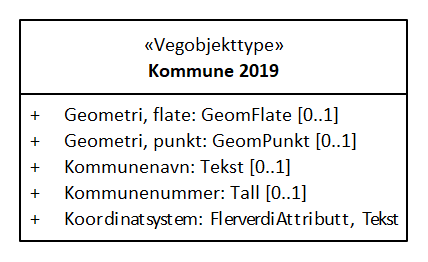 «Vegobjekttype»
Kommune 2019
+ Geometri, flate: GeomFlate [0..1]
+ Geometri, punkt: GeomPunkt [0..1]
+ Kommunenavn: Tekst [0..1]
+ Kommunenummer: Tall [0..1]
+ Koordinatsystem: FlerverdiAttributt, Tekst